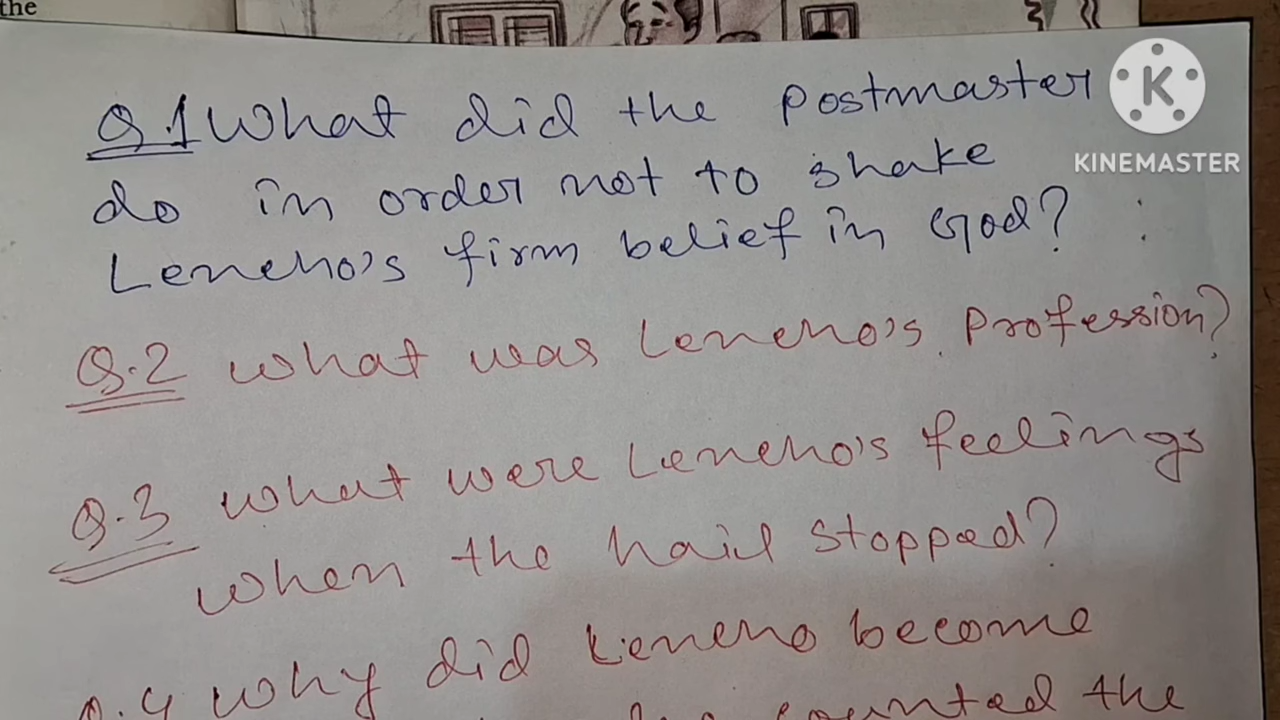 the
Q.1 What did the postmaster
do in order not to shake
Lencho's firm belief in God?
Q.2 What was Lencho's profession?
Q.3 What were Lencho's feelings
when the hail stopped?
Q.4 Why did Lencho become
counted the
K
KINEMASTER